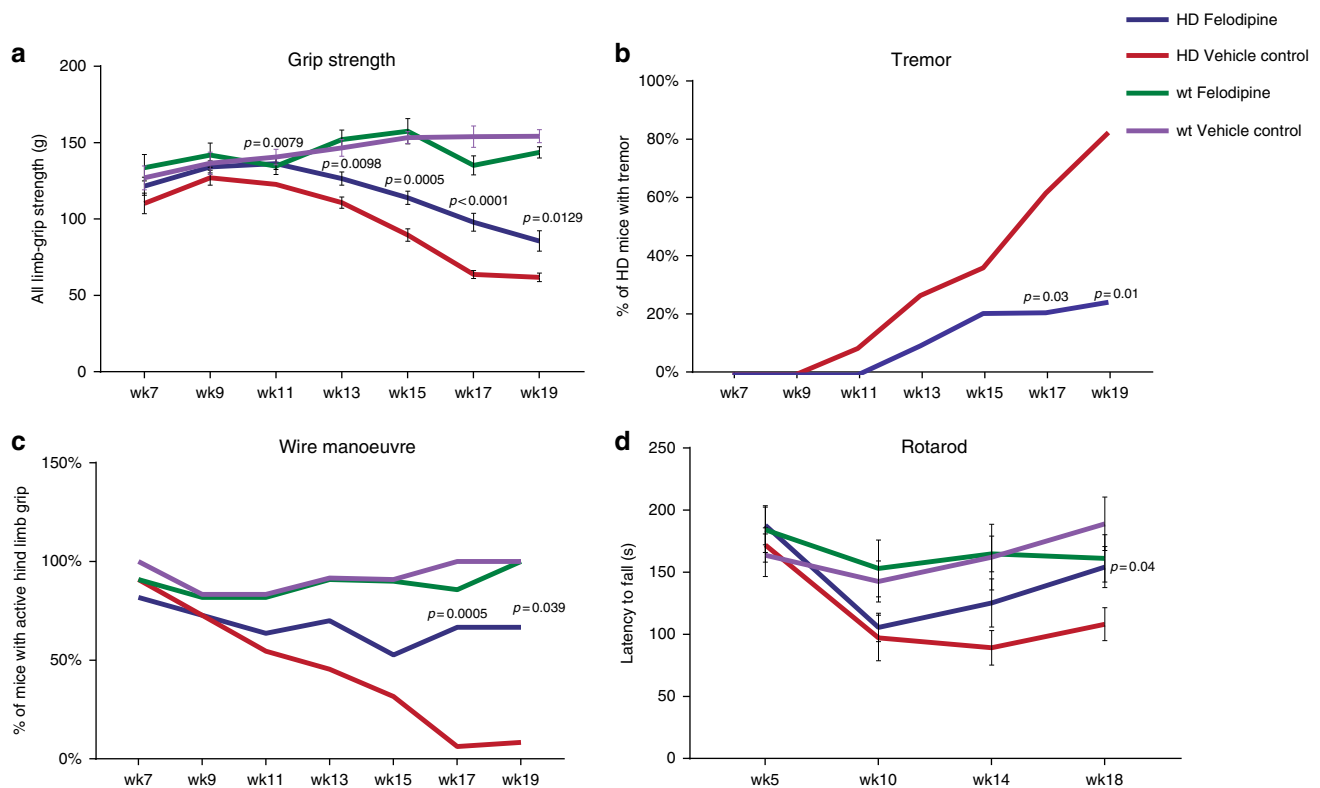 HD Felodipine
HD Vehicle control
wt Felodipine
wt Vehicle control
a
Grip strength
All limb-grip strength (g)
200
150
100
50
0
p=0.0079
p=0.0098
p=0.0005
p<0.0001
p=0.0129
wk7 wk9 wk11 wk13 wk15 wk17 wk19
b
Tremor
% of HD mice with tremor
100%
80%
60%
40%
20%
0%
p=0.03
p=0.01
wk7 wk9 wk11 wk13 wk15 wk17 wk19
c
Wire manoeuvre
% of mice with active hind limb grip
150%
100%
50%
0%
p=0.0005
p=0.039
wk7 wk9 wk11 wk13 wk15 wk17 wk19
d
Rotarod
Latency to fall (s)
250
200
150
100
50
0
p=0.04
wk5 wk10 wk14 wk18